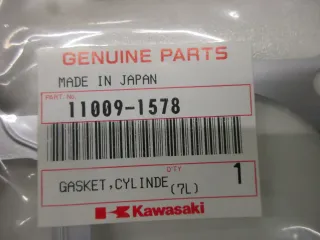 GENUINE PARTS
MADE IN JAPAN
PART NO.
11009-1578
QTY
GASKET,CYLINDE 1
(7L)
Kawasaki